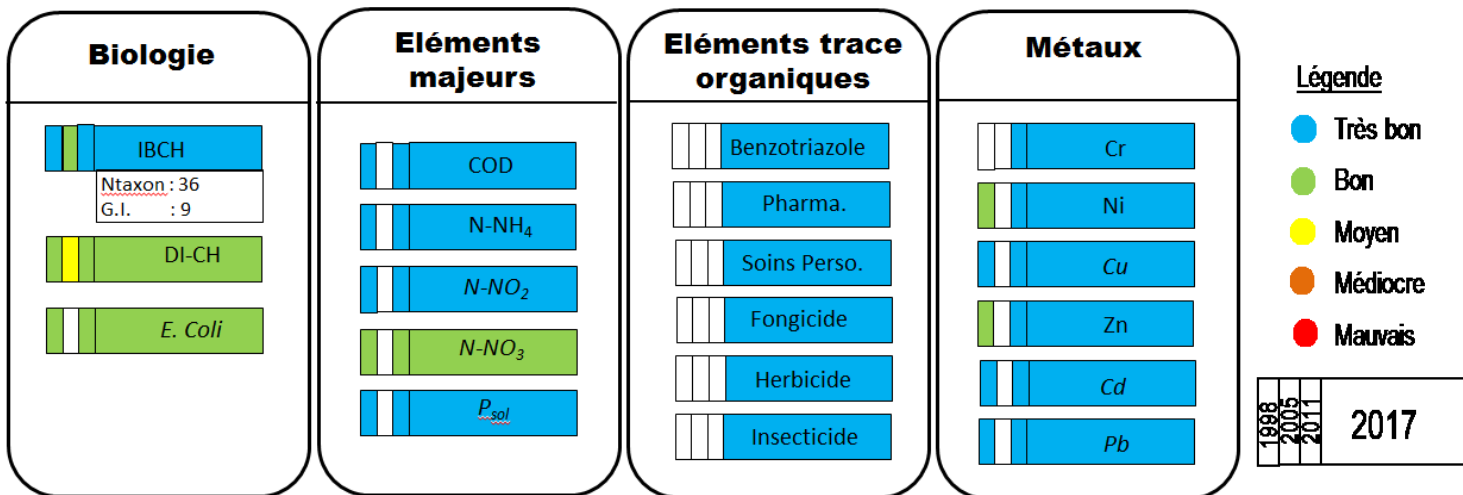 Biologie
IBCH
Ntaxon : 36
G.I. : 9
DI-CH
E. Coli
Eléments
majeurs
COD
N-NH₄
N-NO₂
N-NO₃
Pₛₒₗ
Eléments trace
organiques
Benzotriazole
Pharma.
Soins Perso.
Fongicide
Herbicide
Insecticide
Métaux
Cr
Ni
Cu
Zn
Cd
Pb
Légende
Très bon
Bon
Moyen
Médiocre
Mauvais
1998
2005
2011
2017